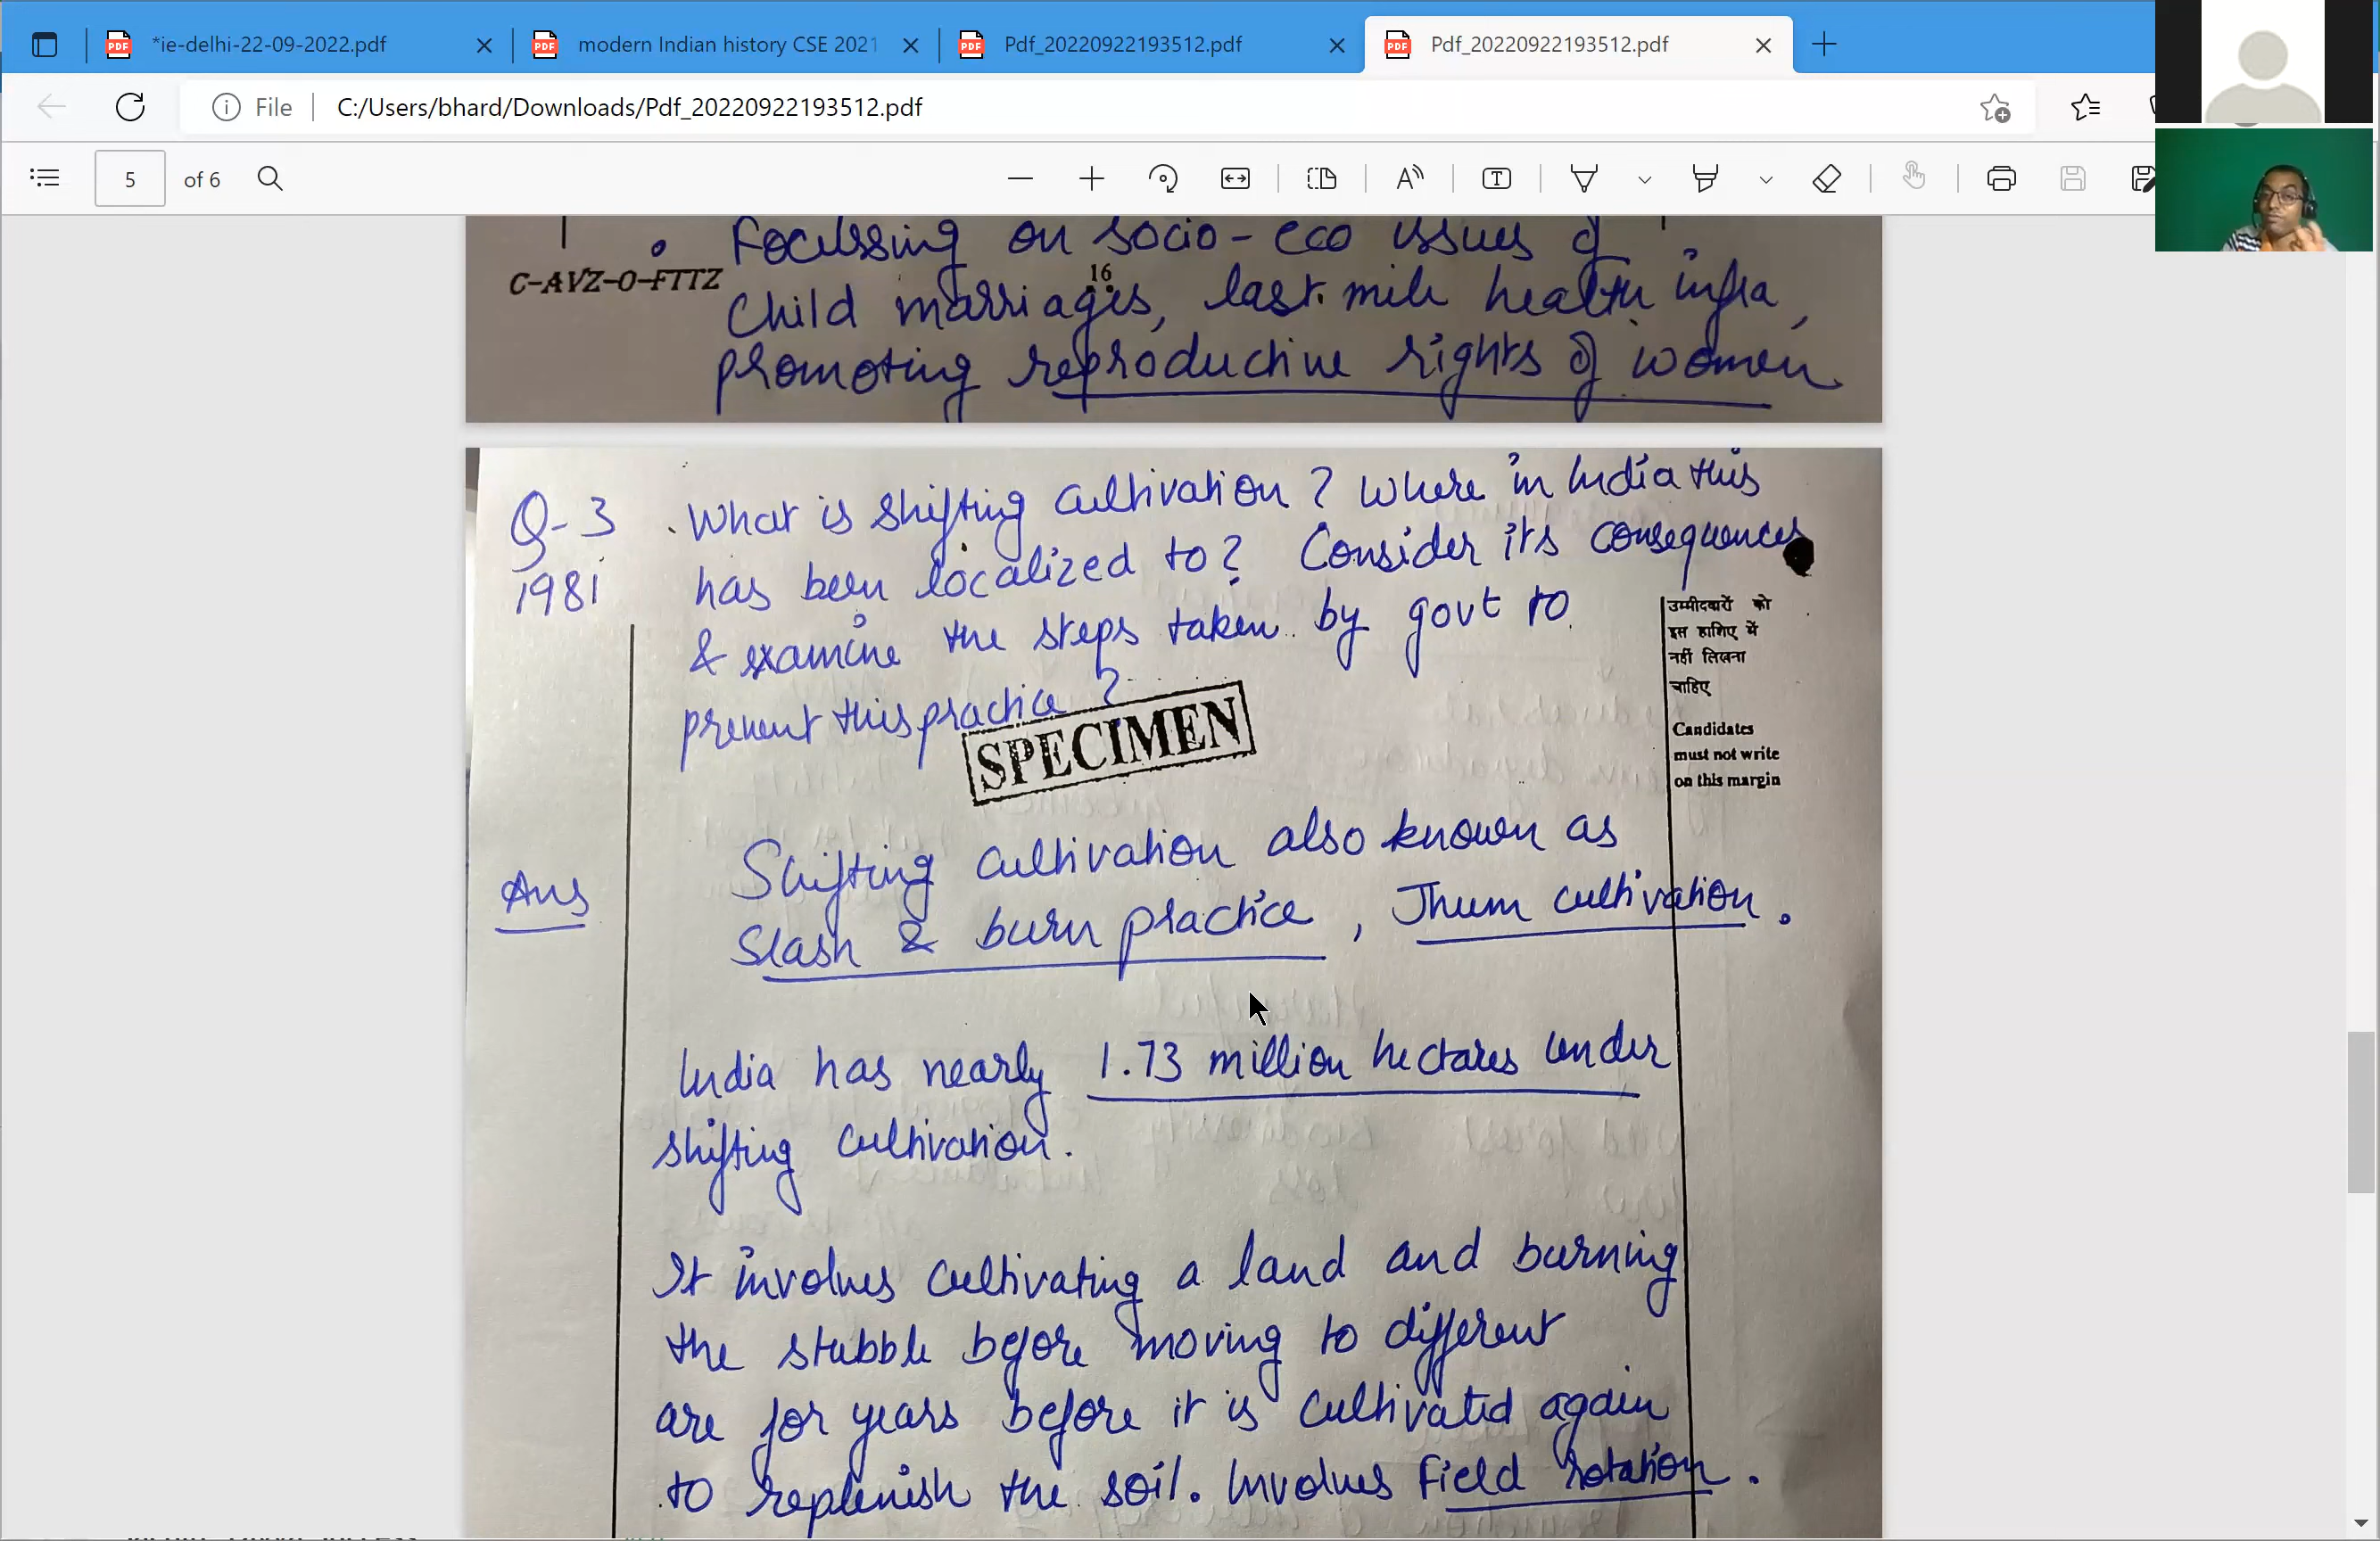 *ie-delhi-22-09-2022.pdf
modern Indian history CSE 2021
Pdf_20220922193512.pdf
Pdf_20220922193512.pdf
File
C:/Users/bhard/Downloads/Pdf_20220922193512.pdf
5 of 6
Focussing on socio-eco issues of
C-AVZ-O-FTTZ
16
Child marriages, last mile health infra,
promoting reproductive rights of women
Q-3 What is shifting cultivation? Where in India this
1981 has been localized to? Consider its consequences
& examine the steps taken by govt to
prevent this practice?
SPECIMEN
उम्मीदवारों को
इस हाशिए में
नहीं लिखना
चाहिए
Candidates
must not write
on this margin
Ans
Shifting cultivation also known as
Slash & burn practice, Jhum cultivation.
India has nearly 1.73 million hectares under
shifting cultivation.
It involves cultivating a land and burning
the stubble before moving to different
are for years before it is cultivated again
to replenish the soil. Involves field rotation.